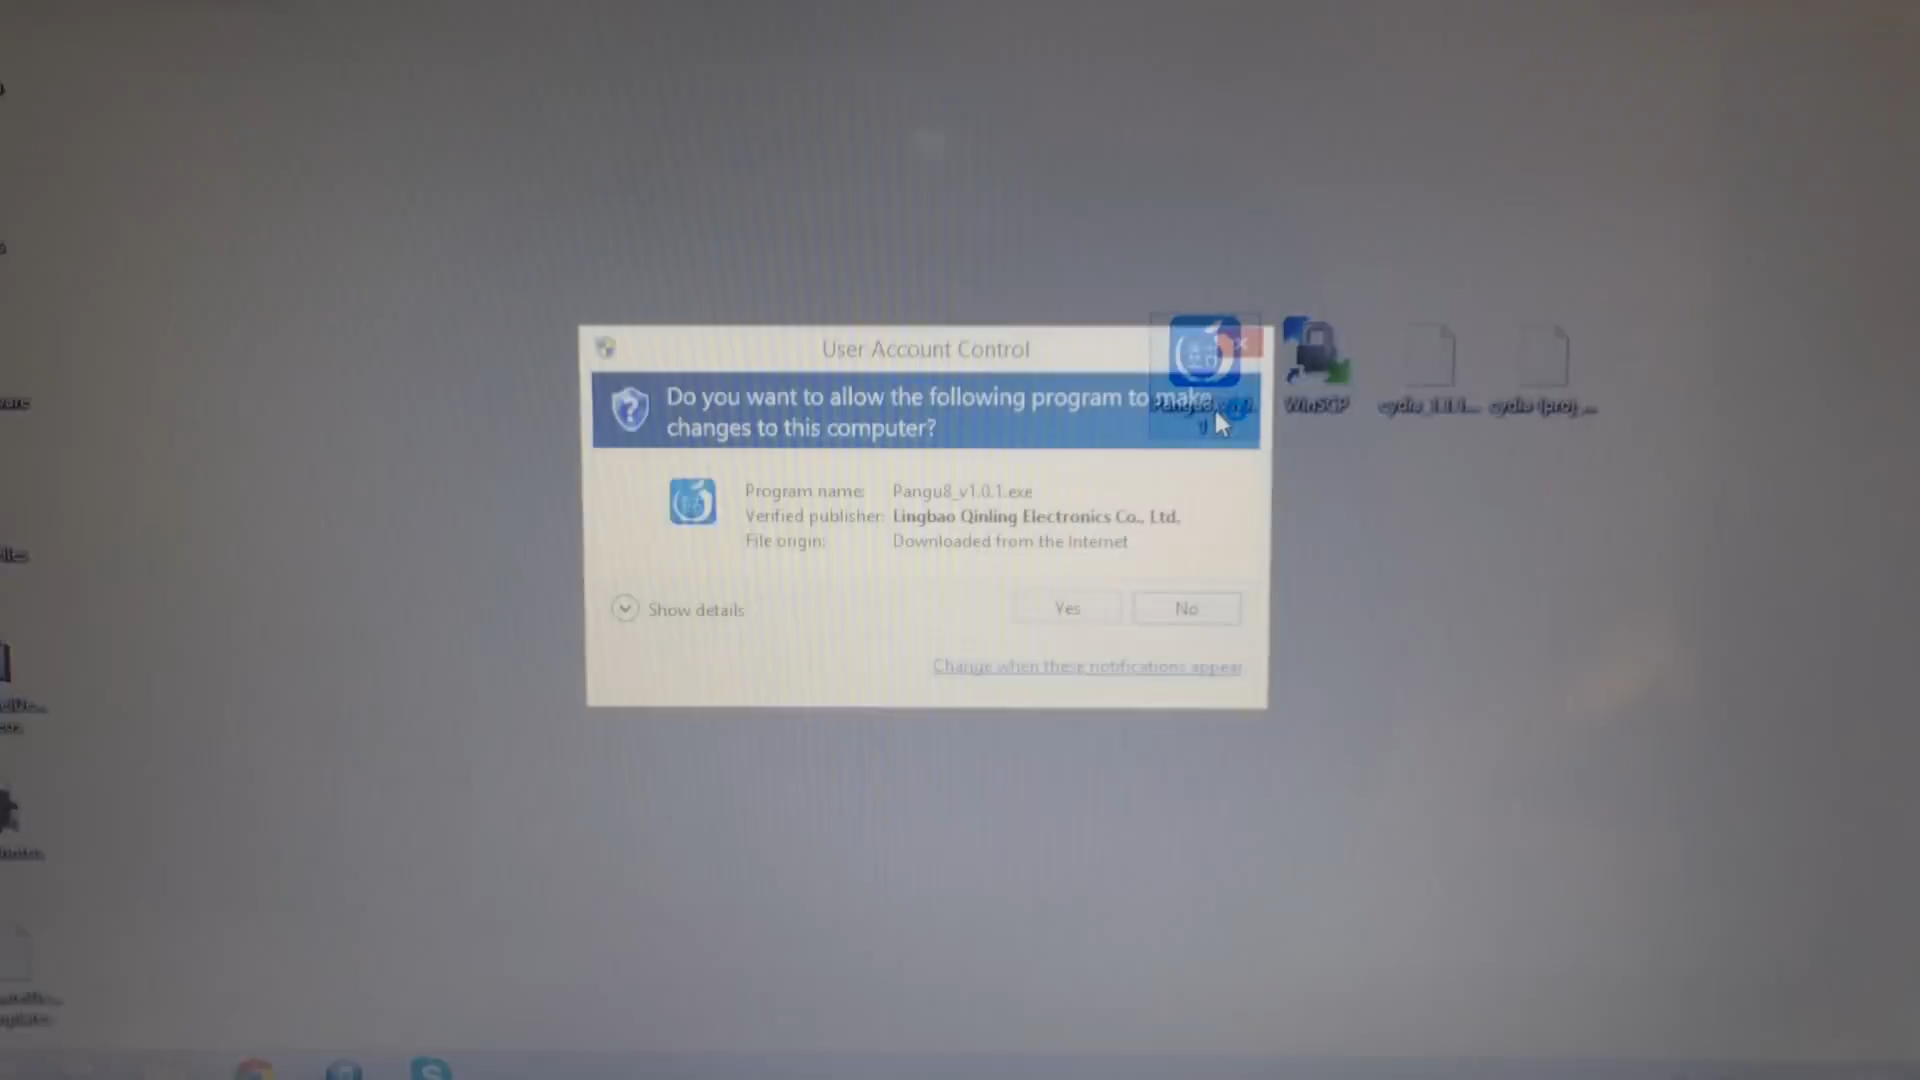 User Account Control
Do you want to allow the following program to make
changes to this computer?
Program name: Pangu8_v1.0.1.exe
Verified publisher: Lingbao Qinling Electronics Co., Ltd.
File origin: Downloaded from the Internet
Show details
Yes
No
Change when these notifications appear
WinSCP